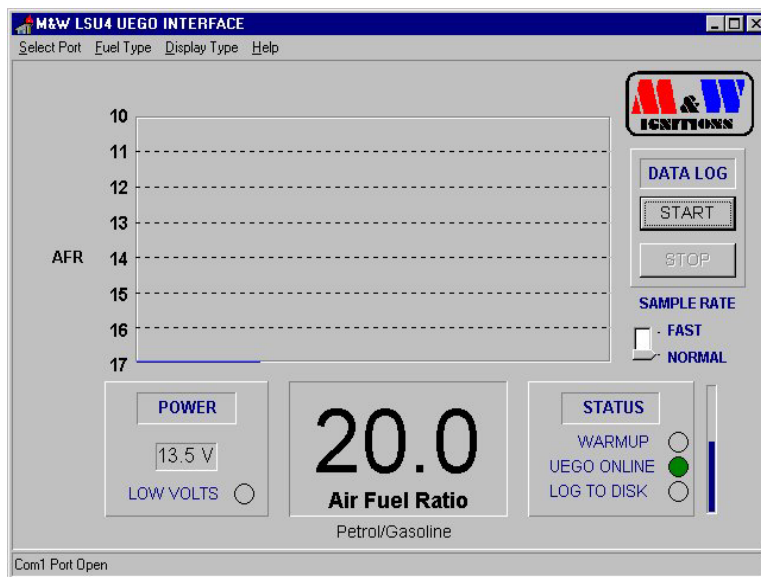 M&W LSU4 UEGO INTERFACE
Select Port Fuel Type Display Type Help
M&W
IGNITIONS
10
11
12
13
AFR 14
15
16
17
DATA LOG
START
STOP
SAMPLE RATE
FAST
NORMAL
POWER
13.5 V
LOW VOLTS
20.0
Air Fuel Ratio
Petrol/Gasoline
STATUS
WARMUP
UEGO ONLINE
LOG TO DISK
Com1 Port Open